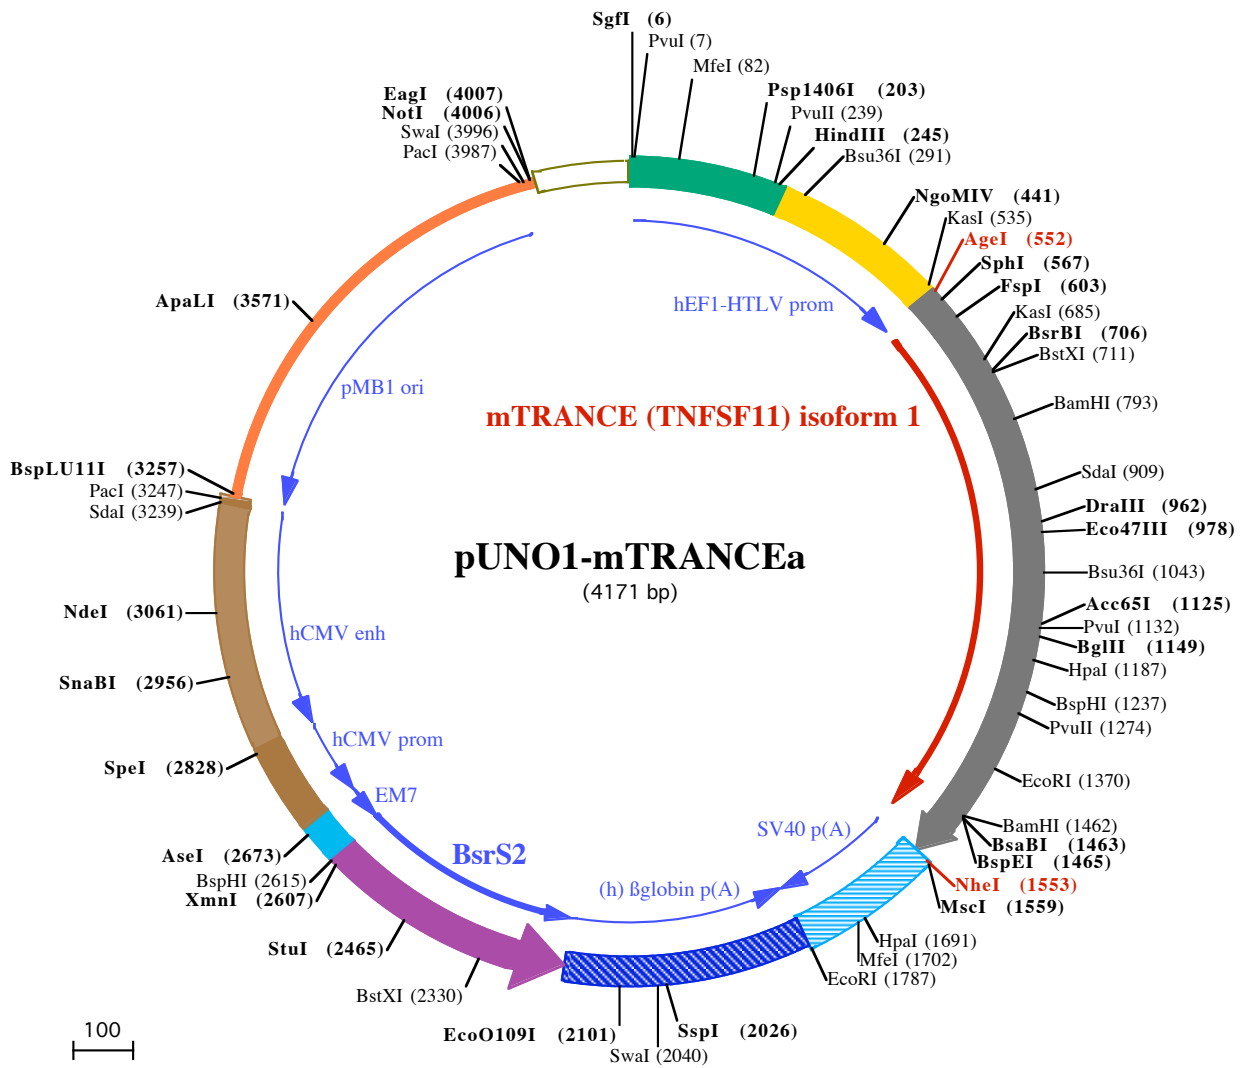 SgfI (6)
PvuI (7)
MfeI (82)
Psp1406I (203)
PvuII (239)
HindIII (245)
Bsu36I (291)
NgoMIV (441)
KasI (535)
AgeI (552)
SphI (567)
FspI (603)
KasI (685)
BsrBI (706)
BstXI (711)
BamHI (793)
SdaI (909)
DraIII (962)
Eco47III (978)
Bsu36I (1043)
Acc65I (1125)
PvuI (1132)
BglII (1149)
HpaI (1187)
BspHI (1237)
PvuII (1274)
EcoRI (1370)
BamHI (1462)
BsaBI (1463)
BspEI (1465)
NheI (1553)
MscI (1559)
HpaI (1691)
MfeI (1702)
EcoRI (1787)
SspI (2026)
SwaI (2040)
EcoO109I (2101)
BstXI (2330)
StuI (2465)
XmnI (2607)
BspHI (2615)
AseI (2673)
SpeI (2828)
SnaBI (2956)
NdeI (3061)
SdaI (3239)
PacI (3247)
BspLU11I (3257)
ApaLI (3571)
PacI (3987)
SwaI (3996)
NotI (4006)
EagI (4007)
hEF1-HTLV prom
pMB1 ori
mTRANCE (TNFSF11) isoform 1
pUNO1-mTRANCEa
(4171 bp)
hCMV enh
hCMV prom
EM7
BsrS2
SV40 p(A)
(h) ßglobin p(A)
100